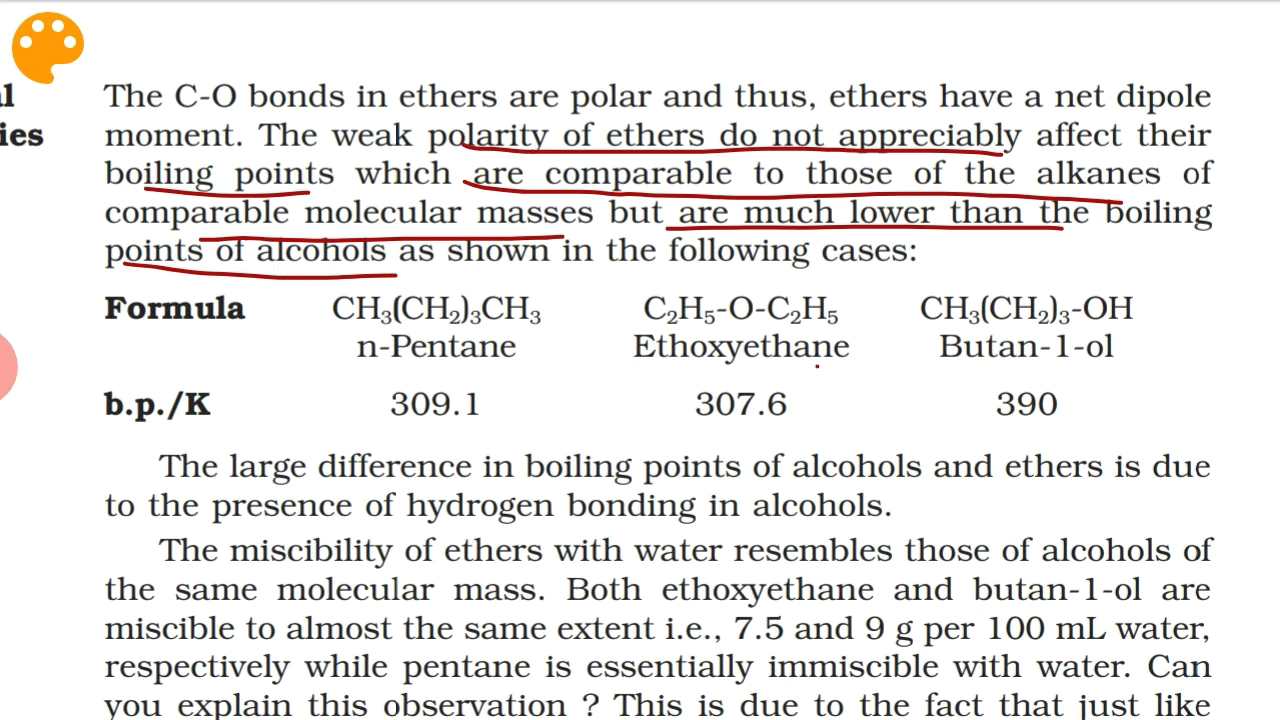 al
ies
The C-O bonds in ethers are polar and thus, ethers have a net dipole
moment. The weak polarity of ethers do not appreciably affect their
boiling points which are comparable to those of the alkanes of
comparable molecular masses but are much lower than the boiling
points of alcohols as shown in the following cases:
Formula CH₃(CH₂)₃CH₃ C₂H₅-O-C₂H₅ CH₃(CH₂)₃-OH
n-Pentane Ethoxyethane Butan-1-ol
b.p./K 309.1 307.6 390
The large difference in boiling points of alcohols and ethers is due
to the presence of hydrogen bonding in alcohols.
The miscibility of ethers with water resembles those of alcohols of
the same molecular mass. Both ethoxyethane and butan-1-ol are
miscible to almost the same extent i.e., 7.5 and 9 g per 100 mL water,
respectively while pentane is essentially immiscible with water. Can
you explain this observation ? This is due to the fact that just like